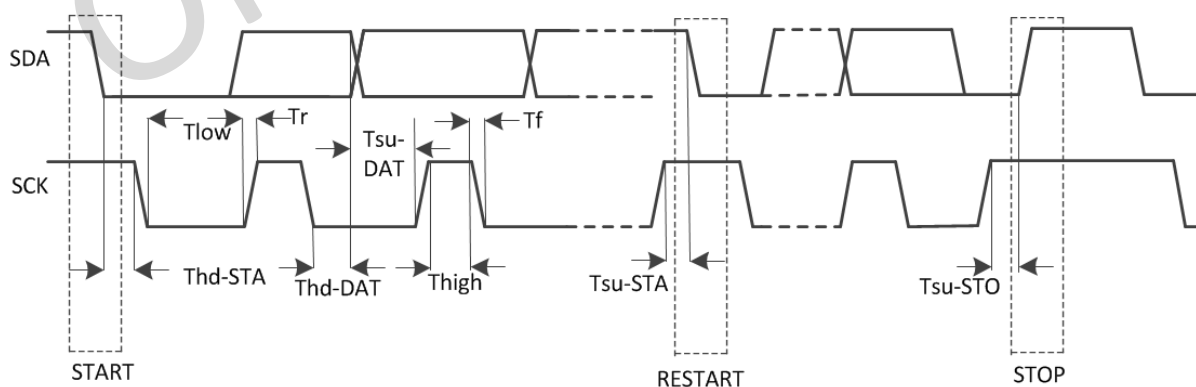 SDA
Tlow
Tr
Tsu-
DAT
Tf
SCK
Thd-STA
Thd-DAT
Thigh
Tsu-STA
Tsu-STO
START
RESTART
STOP